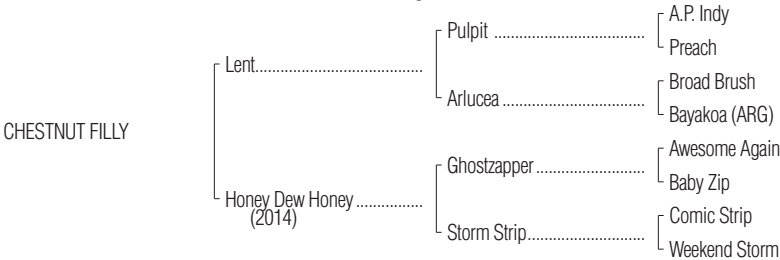 A.P. Indy
Pulpit ........................................
Preach
Lent.............................................
Broad Brush
Arlucea ......................................
Bayakoa (ARG)
CHESTNUT FILLY
Awesome Again
Ghostzapper .............................
Baby Zip
Honey Dew Honey ..................
(2014)
Comic Strip
Storm Strip...............................
Weekend Storm